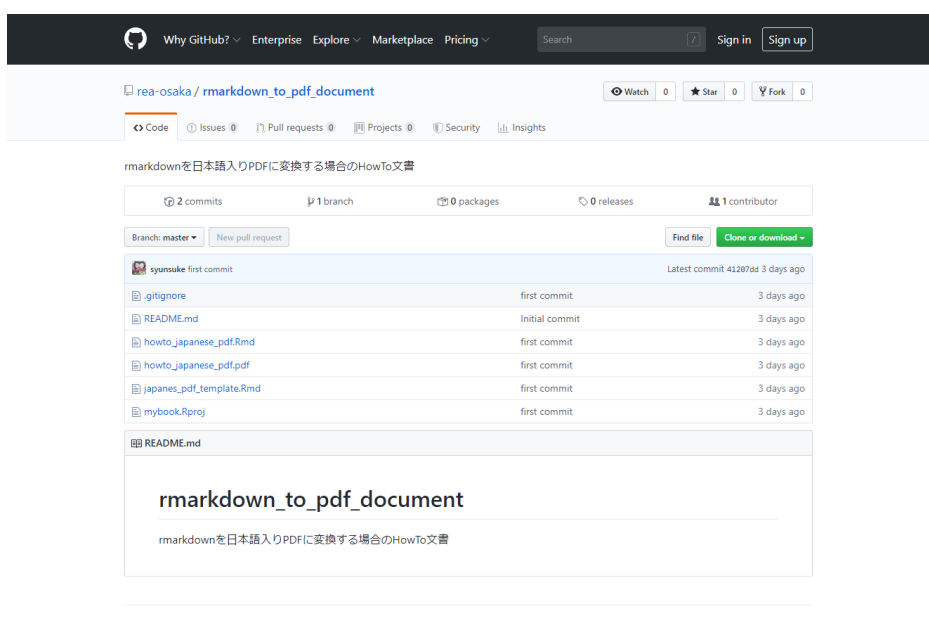 Why GitHub? Enterprise Explore Marketplace Pricing Search / Sign in Sign up
rea-osaka / rmarkdown_to_pdf_document Watch 0 Star 0 Fork 0
Code Issues 0 Pull requests 0 Projects 0 Security Insights
rmarkdownを日本語入りPDFに変換する場合のHowTo文書
2 commits 1 branch 0 packages 0 releases 1 contributor
Branch: master New pull request Find file Clone or download
syunsuke first commit Latest commit 41207dd 3 days ago
.gitignore first commit 3 days ago
README.md Initial commit 3 days ago
howto_japanese_pdf.Rmd first commit 3 days ago
howto_japanese_pdf.pdf first commit 3 days ago
japanes_pdf_template.Rmd first commit 3 days ago
mybook.Rproj first commit 3 days ago
README.md
rmarkdown_to_pdf_document
rmarkdownを日本語入りPDFに変換する場合のHowTo文書